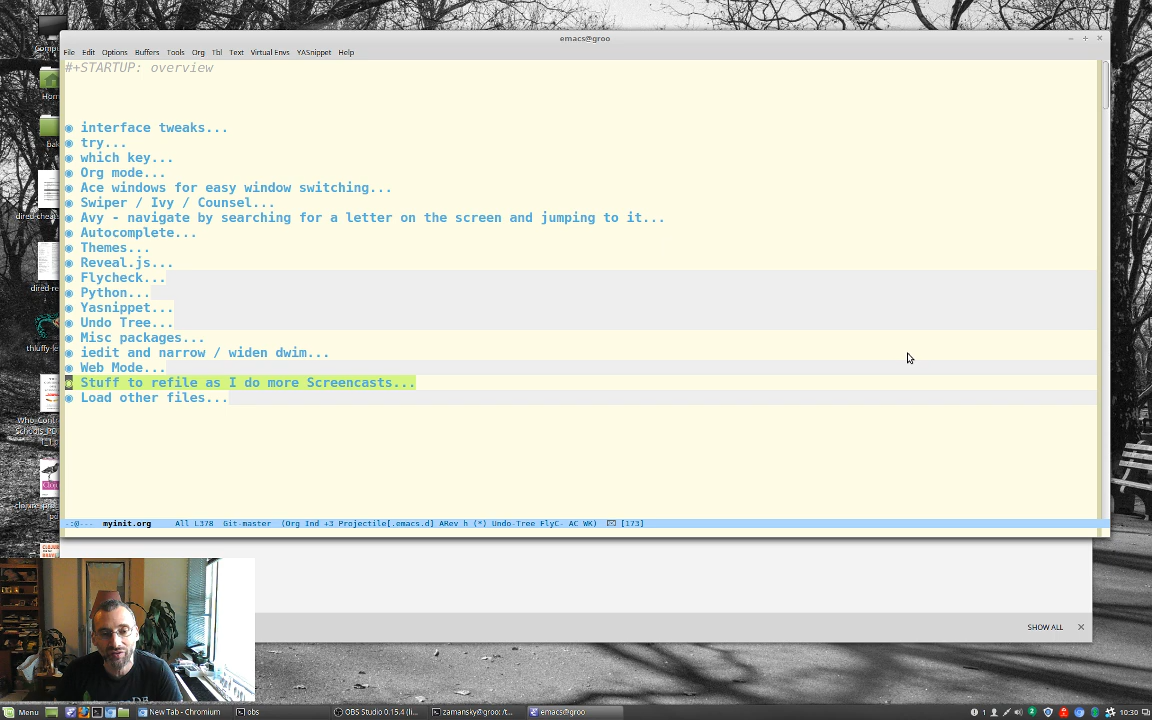 emacs@groo
File Edit Options Buffers Tools Org Tbl Text Virtual Envs YASnippet Help
#+STARTUP: overview
interface tweaks...
try...
which key...
Org mode...
Ace windows for easy window switching...
Swiper / Ivy / Counsel...
Avy - navigate by searching for a letter on the screen and jumping to it...
Autocomplete...
Themes...
Reveal.js...
Flycheck...
Python...
Yasnippet...
Undo Tree...
Misc packages...
iedit and narrow / widen dwim...
Web Mode...
Stuff to refile as I do more Screencasts...
Load other files...
-:@--- myinit.org All L378 Git-master (Org Ind +3 Projectile[.emacs.d] ARev h (*) Undo-Tree FlyC- AC WK) [173]
SHOW ALL
Menu New Tab - Chromium obs OBS Studio 0.15.4 (li... zamansky@groo: /t... emacs@groo 1 10:30